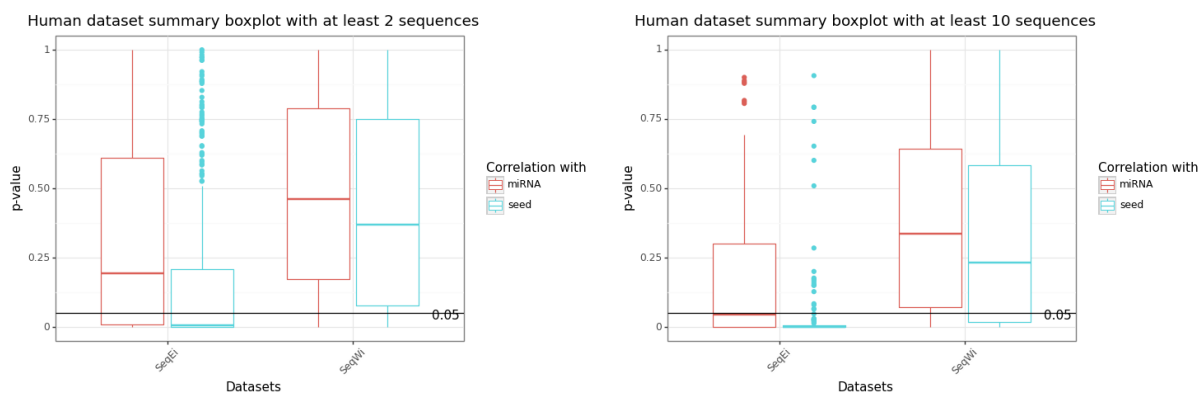 Human dataset summary boxplot with at least 2 sequences
1
0.75
0.50
0.25
0
p-value
0.05
SeqEi
SeqWi
Datasets
Correlation with
miRNA
seed
Human dataset summary boxplot with at least 10 sequences
1
0.75
0.50
0.25
0
p-value
0.05
SeqEi
SeqWi
Datasets
Correlation with
miRNA
seed